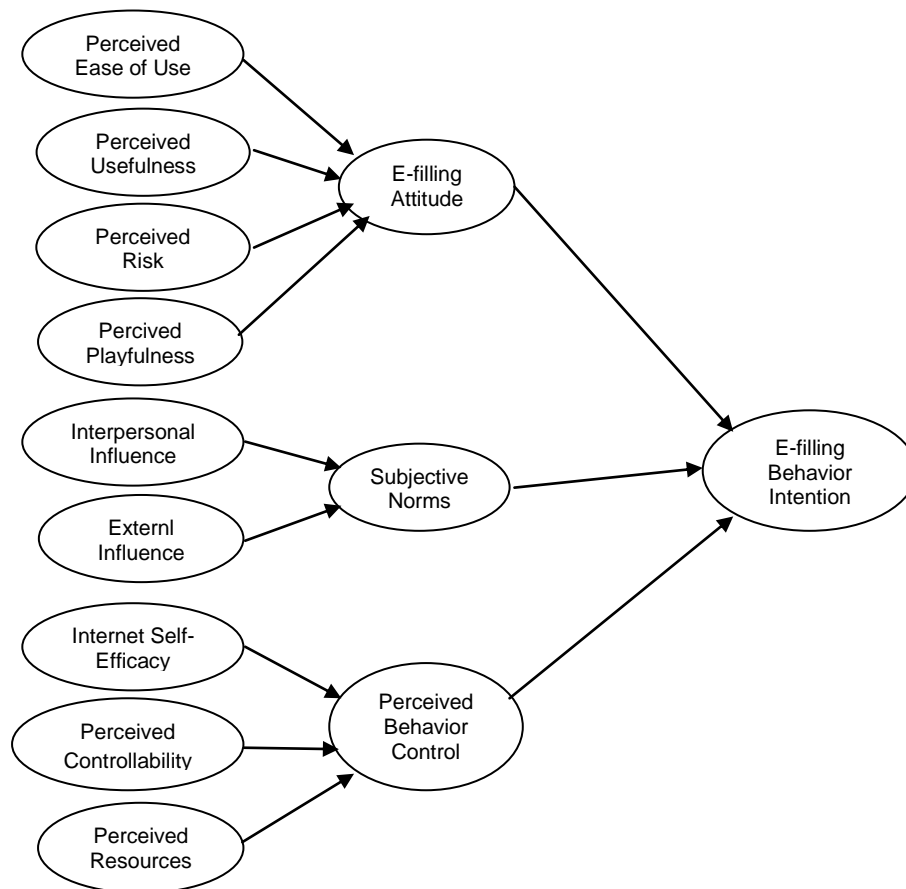 Perceived
Ease of Use
Perceived
Usefulness
Perceived
Risk
Percived
Playfulness
E-filling
Attitude
Interpersonal
Influence
Externl
Influence
Subjective
Norms
E-filling
Behavior
Intention
Internet Self-
Efficacy
Perceived
Controllability
Perceived
Resources
Perceived
Behavior
Control